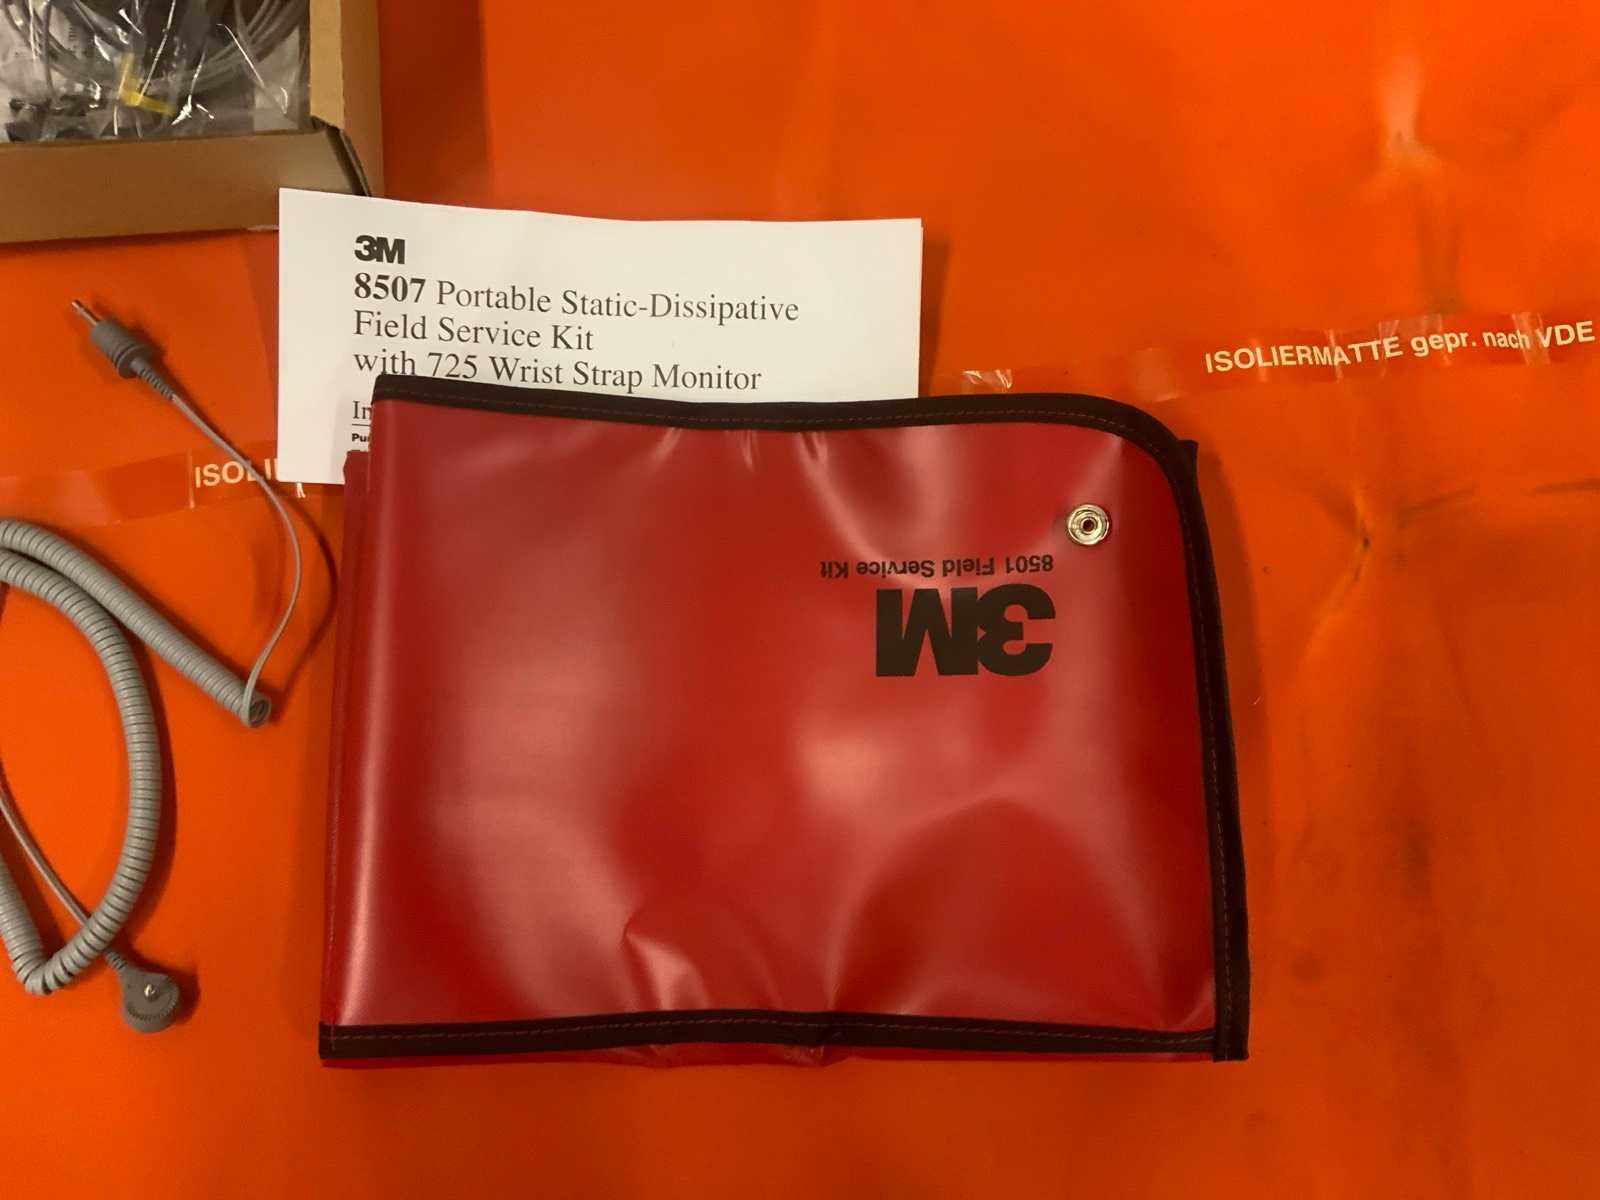 3M
8507 Portable Static-Dissipative
Field Service Kit
with 725 Wrist Strap Monitor
ISOLIERMATTE gepr. nach VDE
8501 Field Service Kit
3M